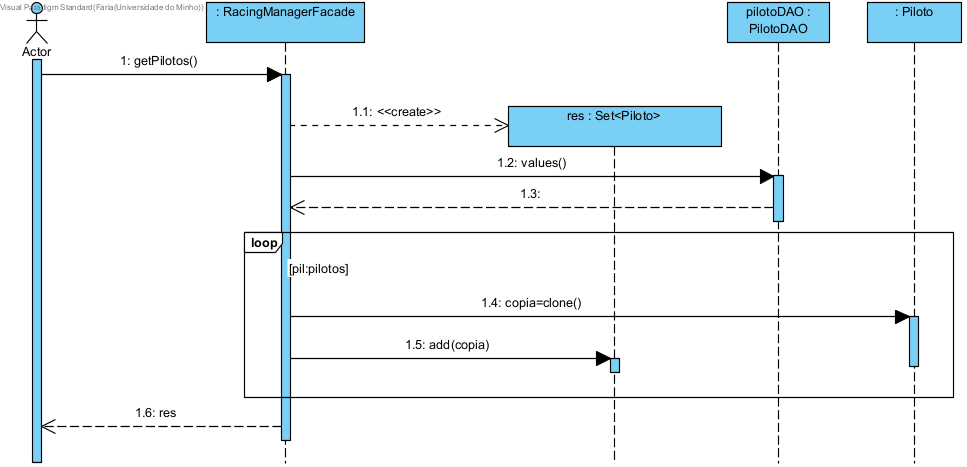 Visual Paradigm Standard(Faria(Universidade do Minho))
: RacingManagerFacade
pilotoDAO :
PilotoDAO
: Piloto
Actor
1: getPilotos()
1.1: <<create>>
res : Set<Piloto>
1.2: values()
1.3:
loop
[pil:pilotos]
1.4: copia=clone()
1.5: add(copia)
1.6: res